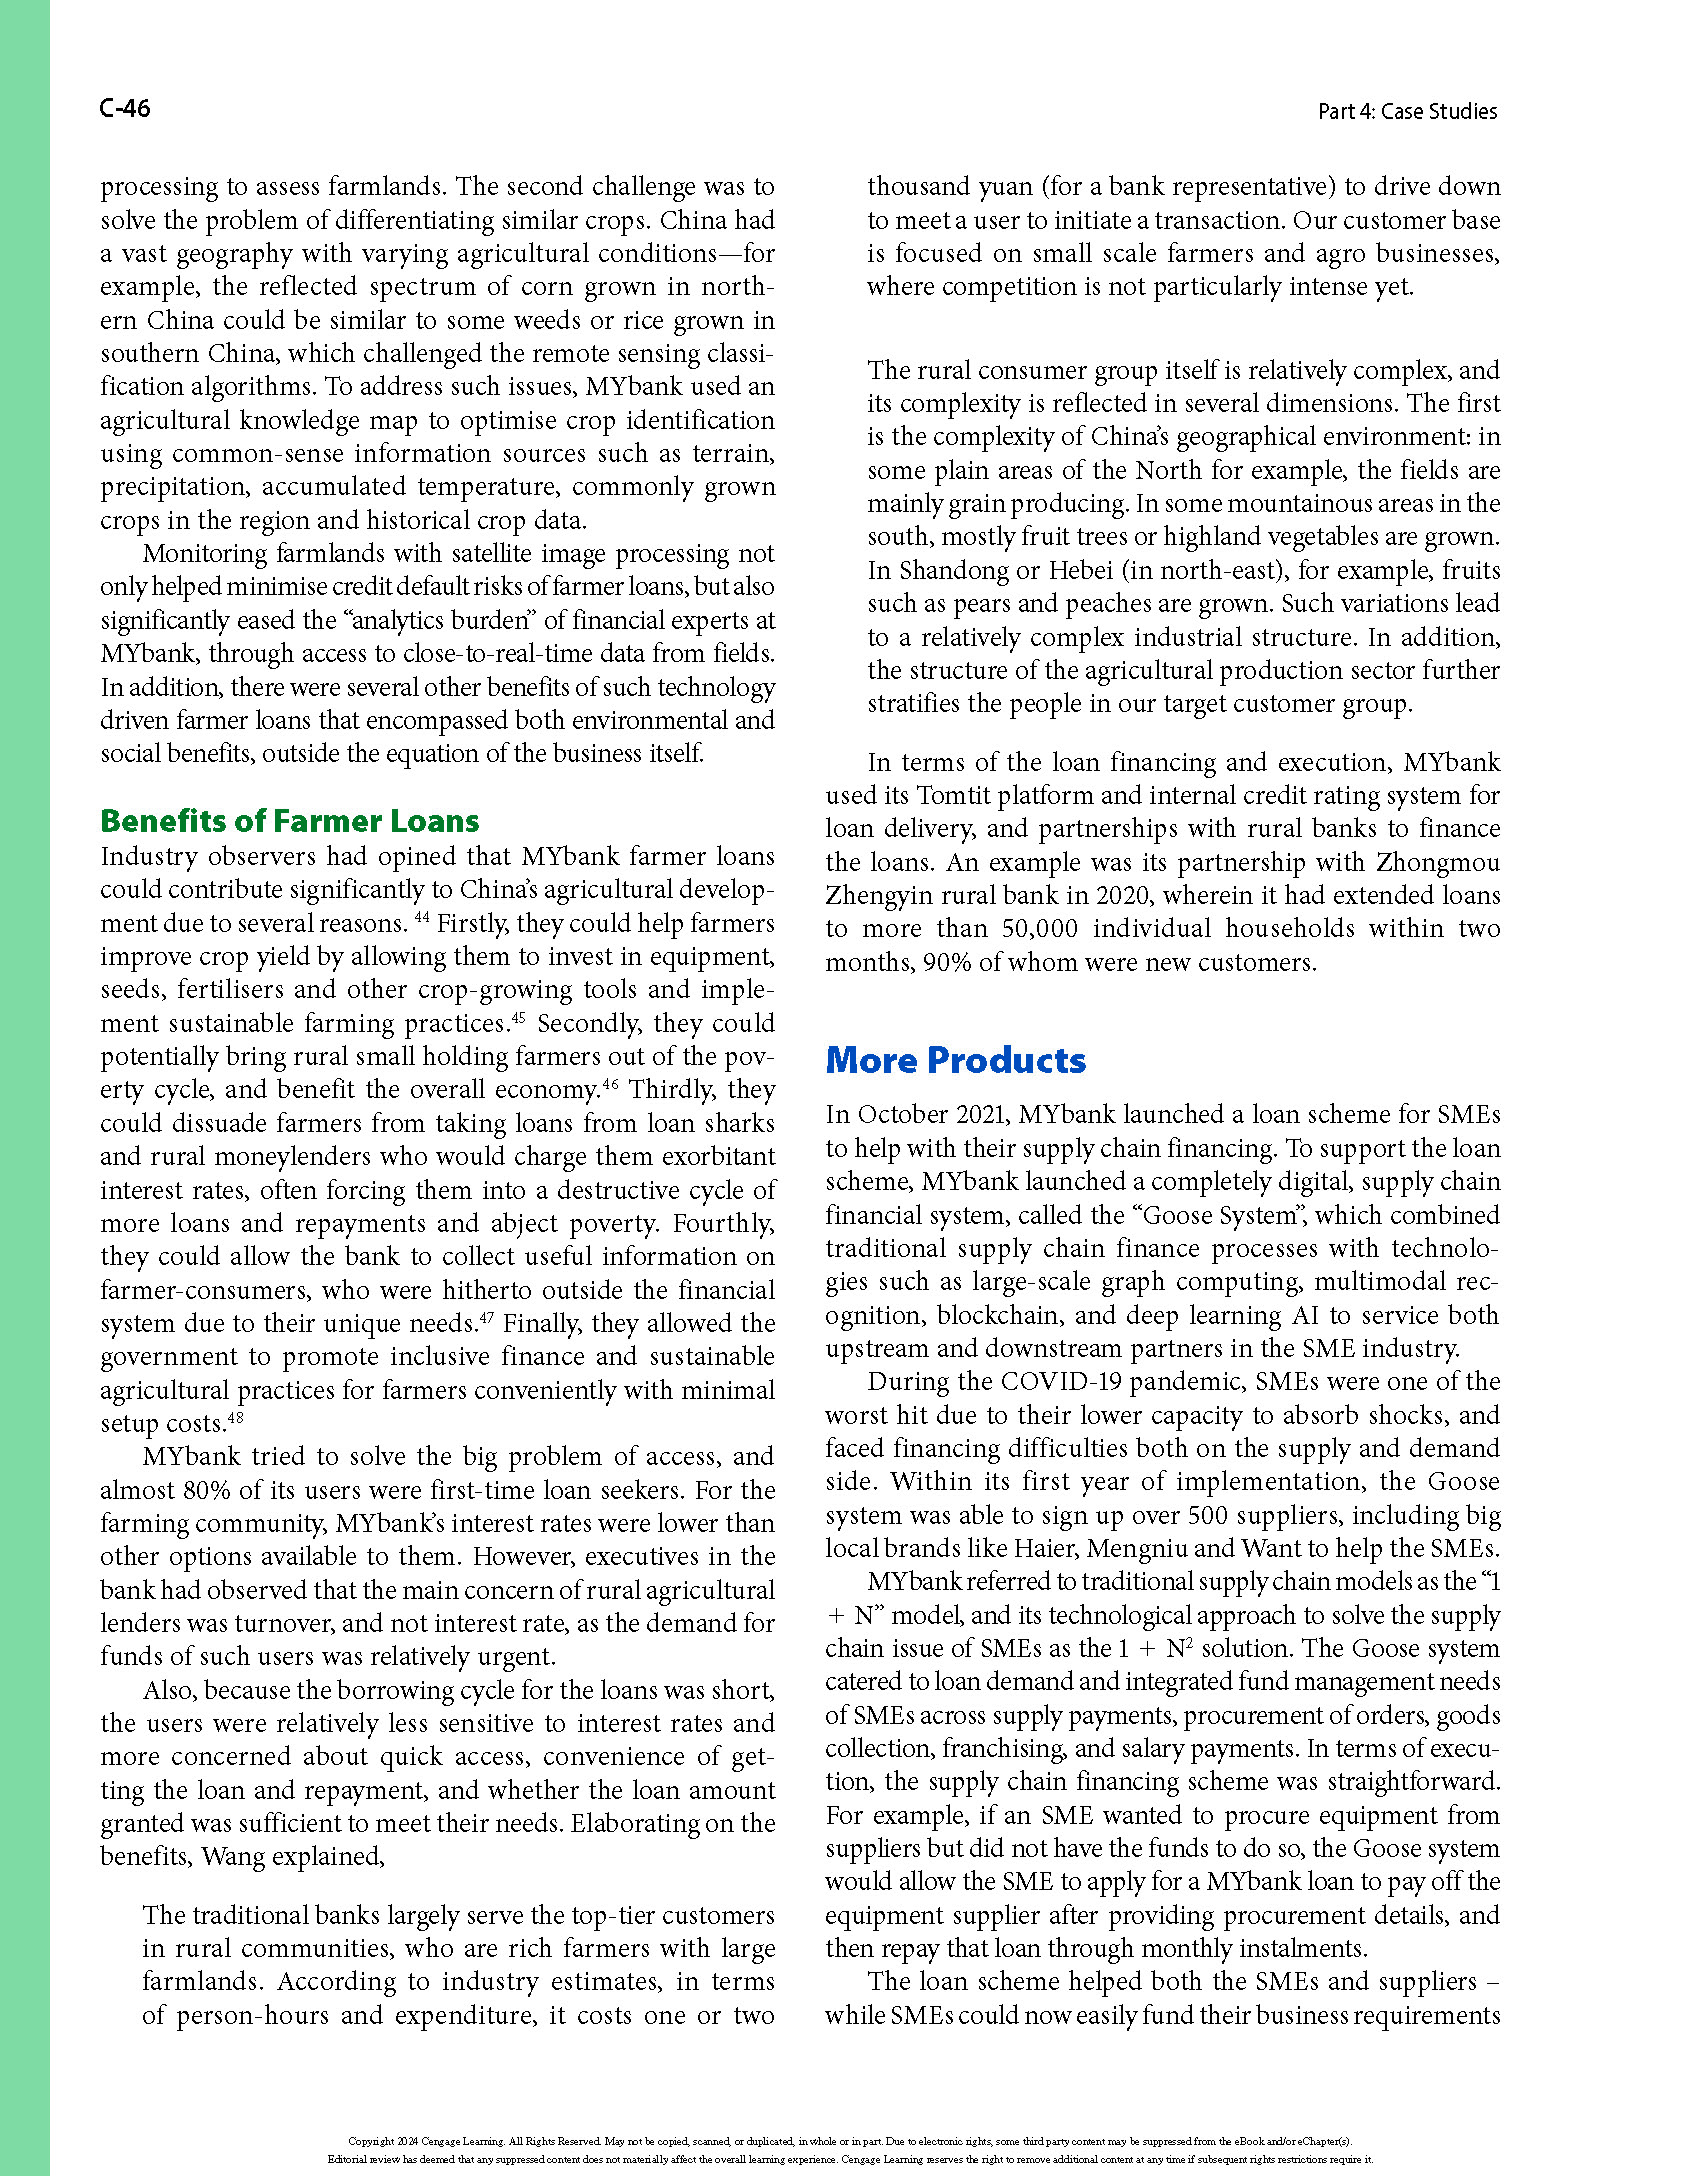 C-46
Part 4: Case Studies
processing to assess farmlands. The second challenge was to
solve the problem of differentiating similar crops. China had
a vast geography with varying agricultural conditions—for
example, the reflected spectrum of corn grown in north-
ern China could be similar to some weeds or rice grown in
southern China, which challenged the remote sensing classi-
fication algorithms. To address such issues, MYbank used an
agricultural knowledge map to optimise crop identification
using common-sense information sources such as terrain,
precipitation, accumulated temperature, commonly grown
crops in the region and historical crop data.
Monitoring farmlands with satellite image processing not
only helped minimise credit default risks of farmer loans, but also
significantly eased the “analytics burden” of financial experts at
MYbank, through access to close-to-real-time data from fields.
In addition, there were several other benefits of such technology
driven farmer loans that encompassed both environmental and
social benefits, outside the equation of the business itself.
Benefits of Farmer Loans
Industry observers had opined that MYbank farmer loans
could contribute significantly to China’s agricultural develop-
ment due to several reasons. 44 Firstly, they could help farmers
improve crop yield by allowing them to invest in equipment,
seeds, fertilisers and other crop-growing tools and imple-
ment sustainable farming practices.45 Secondly, they could
potentially bring rural small holding farmers out of the pov-
erty cycle, and benefit the overall economy.46 Thirdly, they
could dissuade farmers from taking loans from loan sharks
and rural moneylenders who would charge them exorbitant
interest rates, often forcing them into a destructive cycle of
more loans and repayments and abject poverty. Fourthly,
they could allow the bank to collect useful information on
farmer-consumers, who were hitherto outside the financial
system due to their unique needs.47 Finally, they allowed the
government to promote inclusive finance and sustainable
agricultural practices for farmers conveniently with minimal
setup costs.48
MYbank tried to solve the big problem of access, and
almost 80% of its users were first-time loan seekers. For the
farming community, MYbank’s interest rates were lower than
other options available to them. However, executives in the
bank had observed that the main concern of rural agricultural
lenders was turnover, and not interest rate, as the demand for
funds of such users was relatively urgent.
Also, because the borrowing cycle for the loans was short,
the users were relatively less sensitive to interest rates and
more concerned about quick access, convenience of get-
ting the loan and repayment, and whether the loan amount
granted was sufficient to meet their needs. Elaborating on the
benefits, Wang explained,
The traditional banks largely serve the top-tier customers
in rural communities, who are rich farmers with large
farmlands. According to industry estimates, in terms
of person-hours and expenditure, it costs one or two
thousand yuan (for a bank representative) to drive down
to meet a user to initiate a transaction. Our customer base
is focused on small scale farmers and agro businesses,
where competition is not particularly intense yet.
The rural consumer group itself is relatively complex, and
its complexity is reflected in several dimensions. The first
is the complexity of China’s geographical environment: in
some plain areas of the North for example, the fields are
mainly grain producing. In some mountainous areas in the
south, mostly fruit trees or highland vegetables are grown.
In Shandong or Hebei (in north-east), for example, fruits
such as pears and peaches are grown. Such variations lead
to a relatively complex industrial structure. In addition,
the structure of the agricultural production sector further
stratifies the people in our target customer group.
In terms of the loan financing and execution, MYbank
used its Tomtit platform and internal credit rating system for
loan delivery, and partnerships with rural banks to finance
the loans. An example was its partnership with Zhongmou
Zhengyin rural bank in 2020, wherein it had extended loans
to more than 50,000 individual households within two
months, 90% of whom were new customers.
More Products
In October 2021, MYbank launched a loan scheme for SMEs
to help with their supply chain financing. To support the loan
scheme, MYbank launched a completely digital, supply chain
financial system, called the “Goose System”, which combined
traditional supply chain finance processes with technolo-
gies such as large-scale graph computing, multimodal rec-
ognition, blockchain, and deep learning AI to service both
upstream and downstream partners in the SME industry.
During the COVID-19 pandemic, SMEs were one of the
worst hit due to their lower capacity to absorb shocks, and
faced financing difficulties both on the supply and demand
side. Within its first year of implementation, the Goose
system was able to sign up over 500 suppliers, including big
local brands like Haier, Mengniu and Want to help the SMEs.
MYbank referred to traditional supply chain models as the “1
+ N” model, and its technological approach to solve the supply
chain issue of SMEs as the 1 + N² solution. The Goose system
catered to loan demand and integrated fund management needs
of SMEs across supply payments, procurement of orders, goods
collection, franchising, and salary payments. In terms of execu-
tion, the supply chain financing scheme was straightforward.
For example, if an SME wanted to procure equipment from
suppliers but did not have the funds to do so, the Goose system
would allow the SME to apply for a MYbank loan to pay off the
equipment supplier after providing procurement details, and
then repay that loan through monthly instalments.
The loan scheme helped both the SMEs and suppliers –
while SMEs could now easily fund their business requirements
Copyright 2024 Cengage Learning. All Rights Reserved. May not be copied, scanned, or duplicated, in whole or in part. Due to electronic rights, some third party content may be suppressed from the eBook and/or eChapter(s).
Editorial review has deemed that any suppressed content does not materially affect the overall learning experience. Cengage Learning reserves the right to remove additional content at any time if subsequent rights restrictions require it.